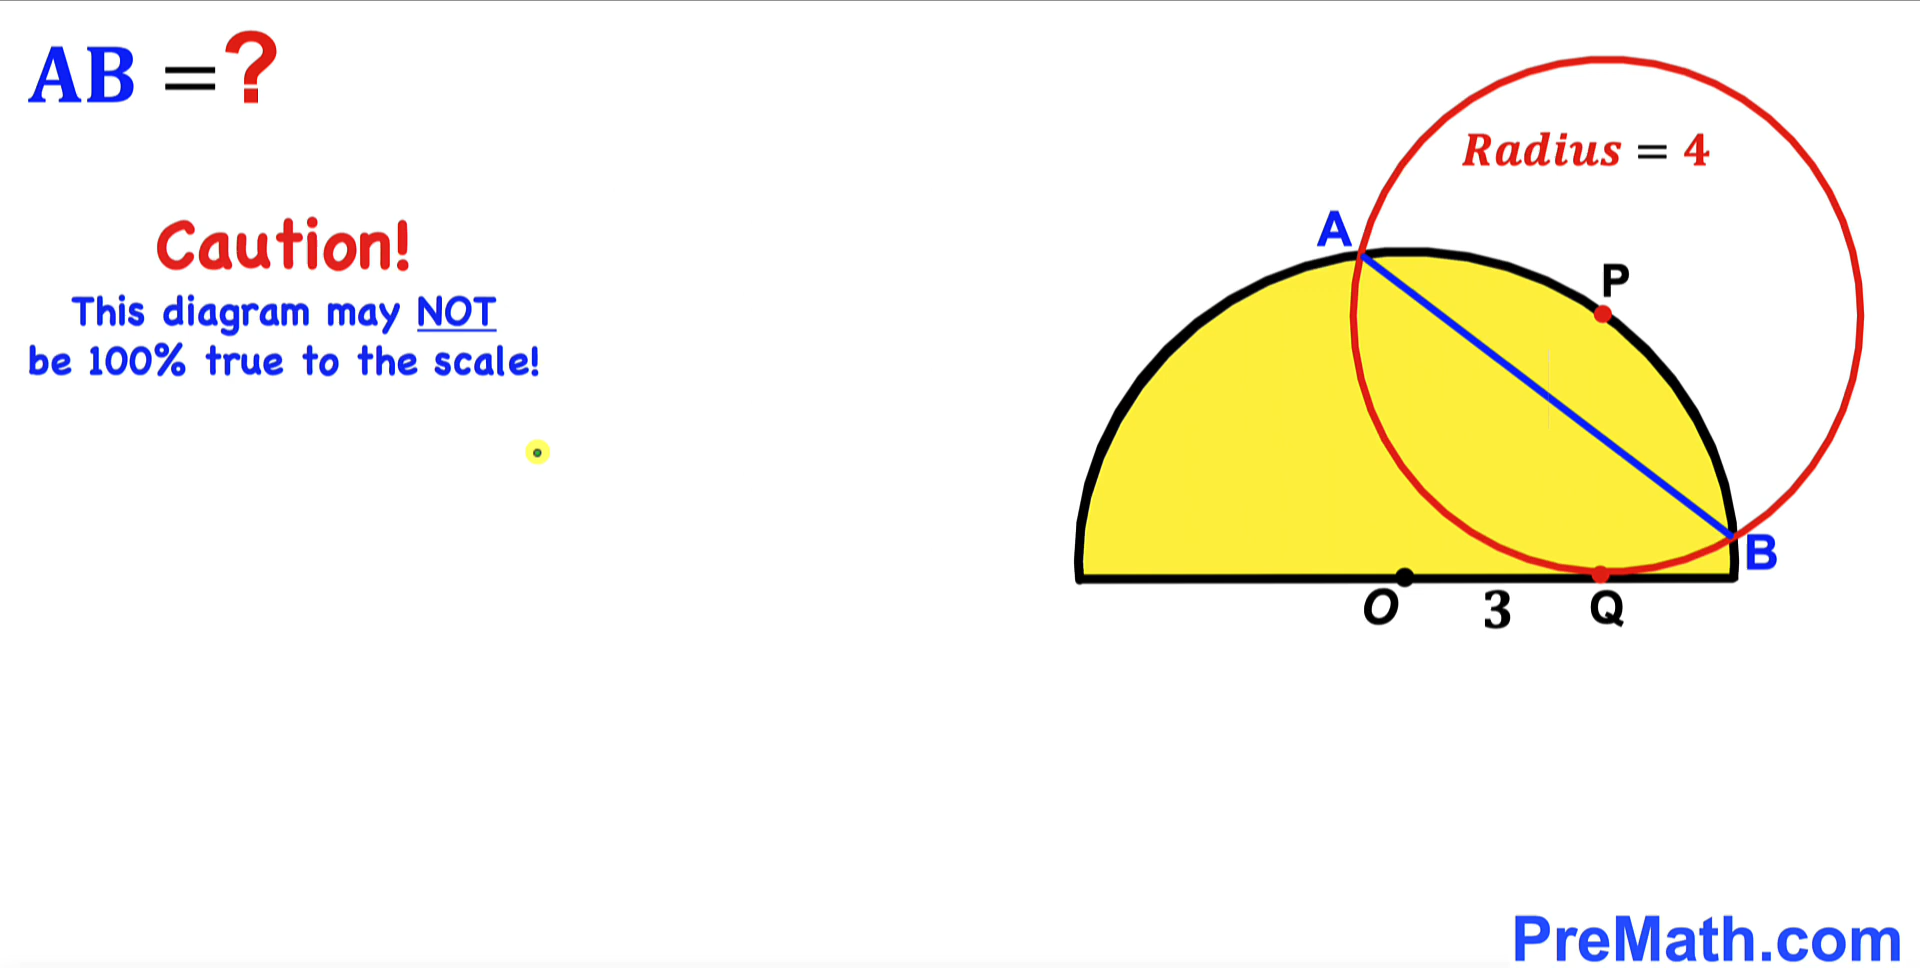 AB =?
Caution!
This diagram may NOT
be 100% true to the scale!
Radius = 4
A
P
B
O
3
Q
PreMath.com